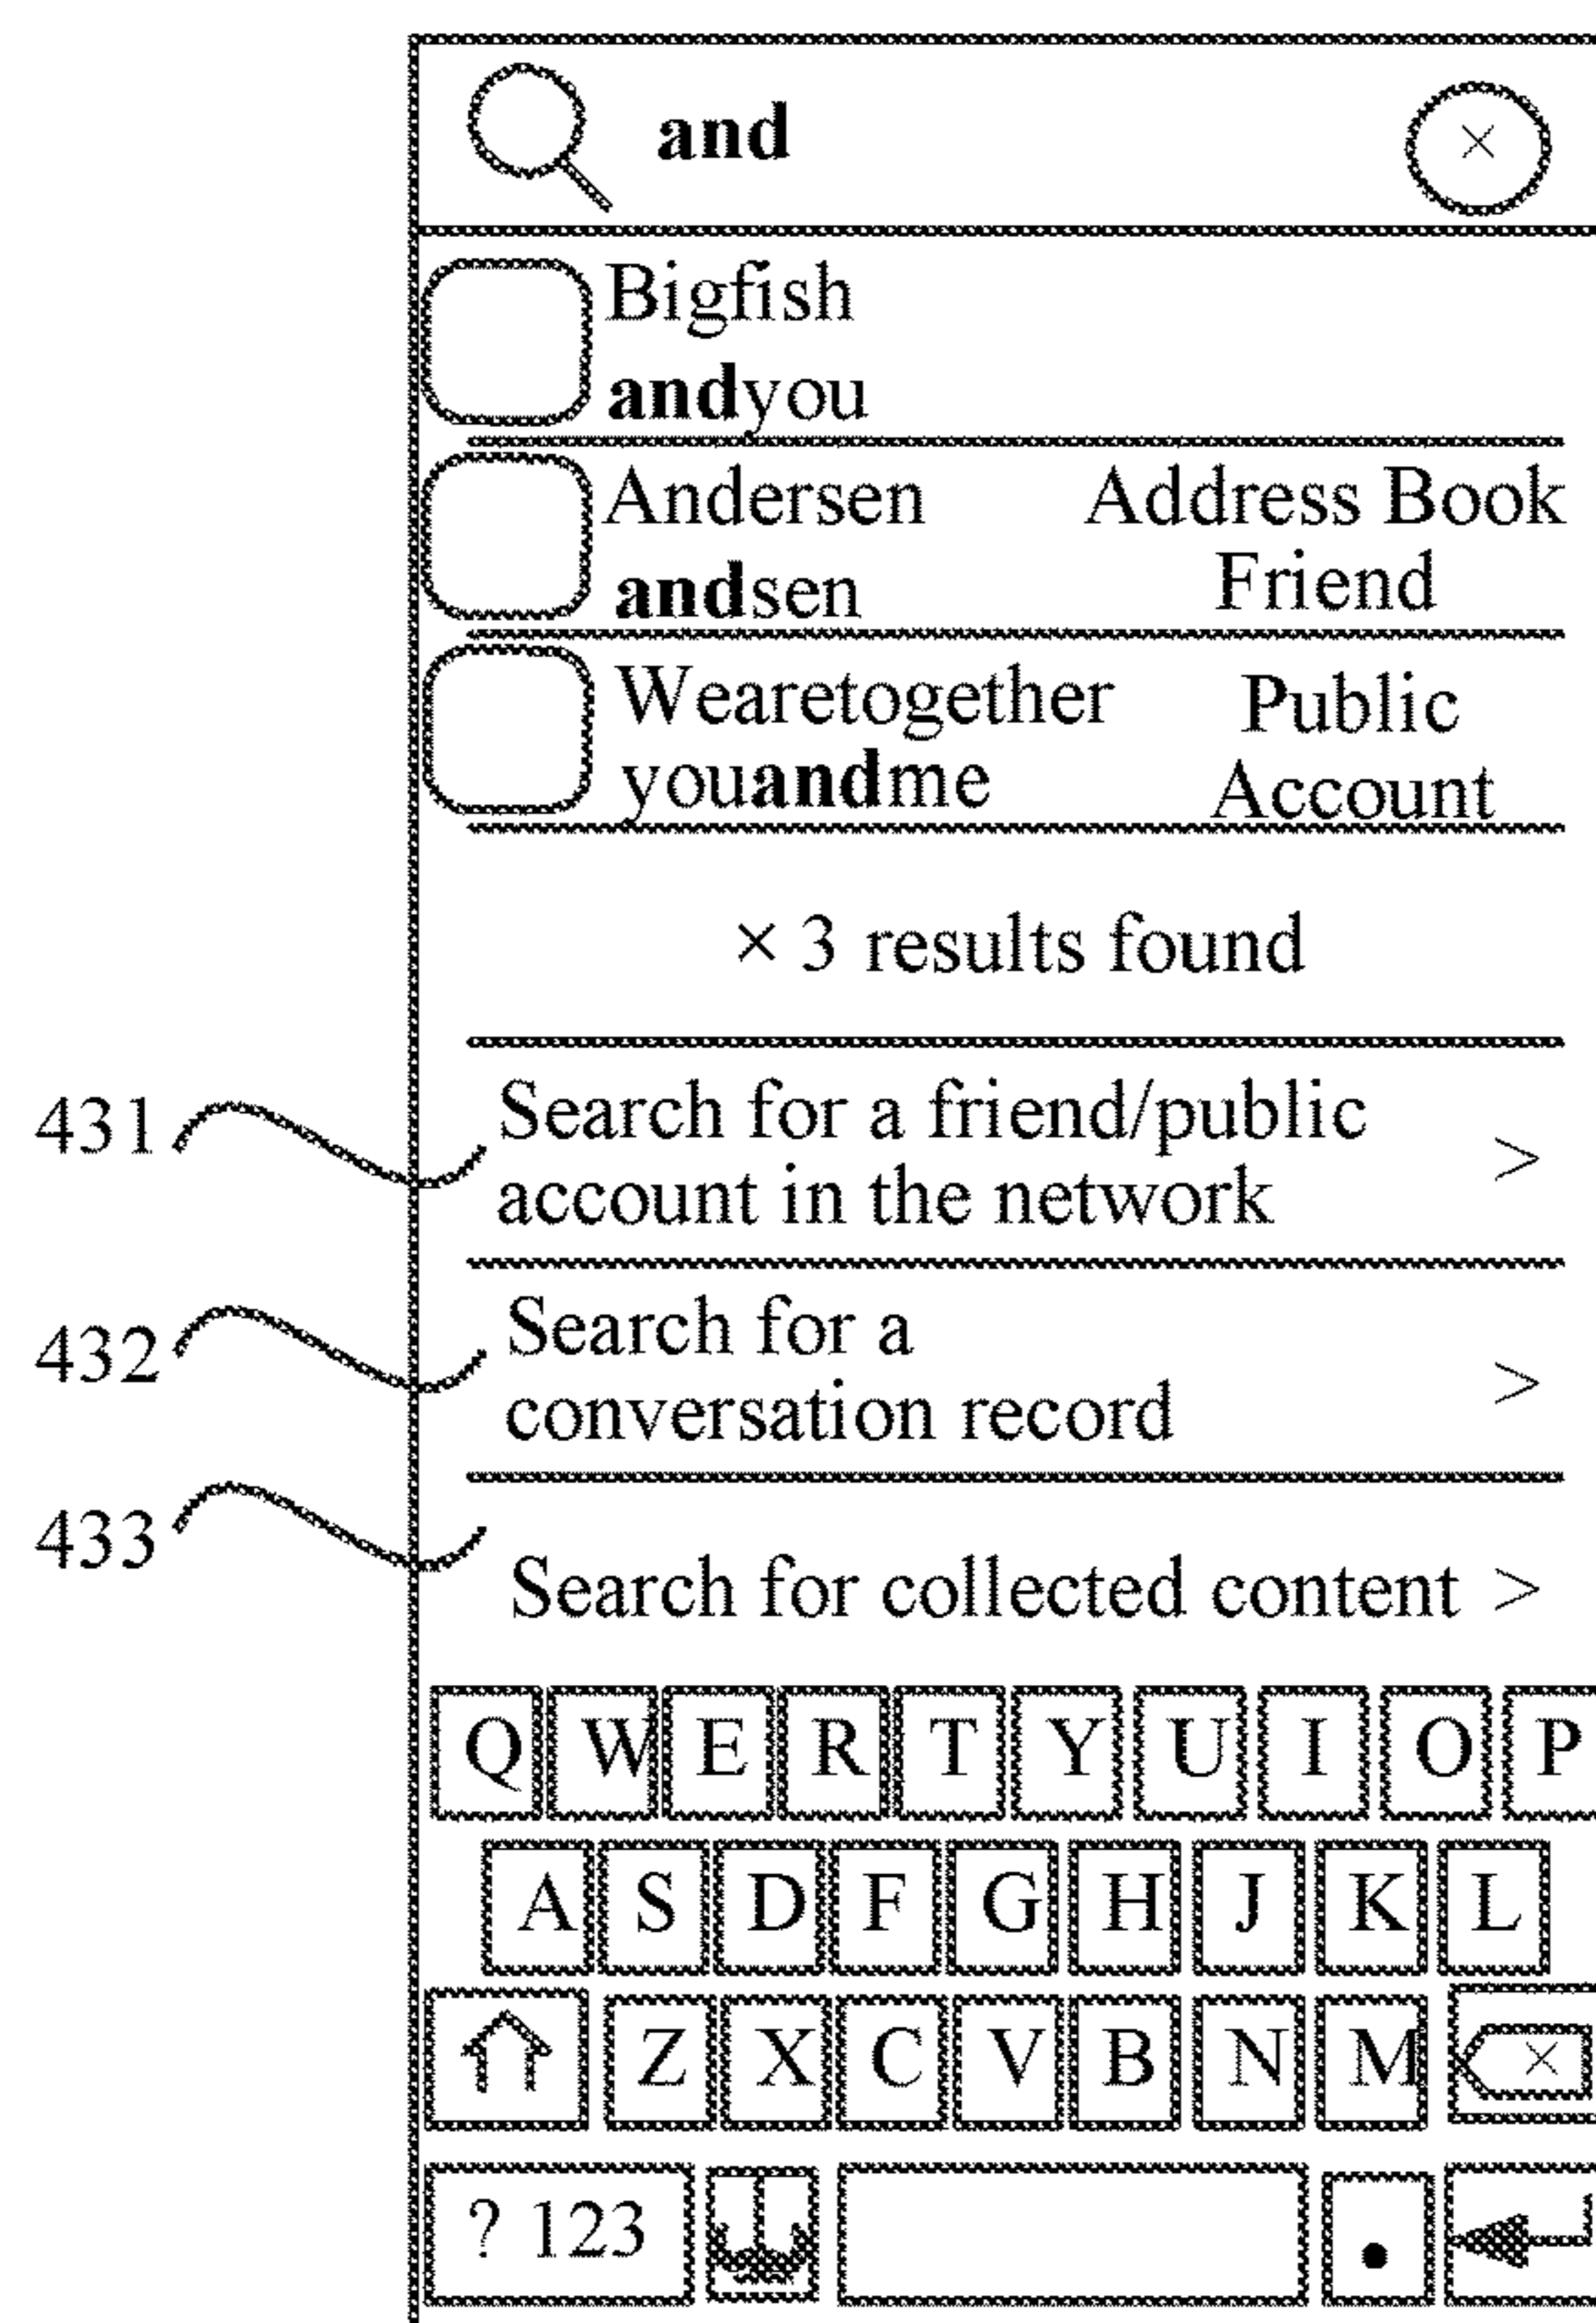 and ×
Bigfish
andyou
Andersen Address Book
andsen Friend
Wearetogether Public
youandme Account
× 3 results found
431 Search for a friend/public
account in the network >
432 Search for a
conversation record >
433
Search for collected content >
Q W E R T Y U I O P
A S D F G H J K L
Z X C V B N M ×
? 123 .